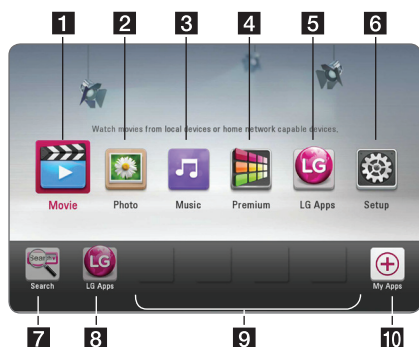 1 2 3 4 5 6
Watch movies from local devices or home network capable devices.
LG
Movie Photo Music Premium LG Apps Setup
Search LG
Search LG Apps My Apps
7 8 9 10